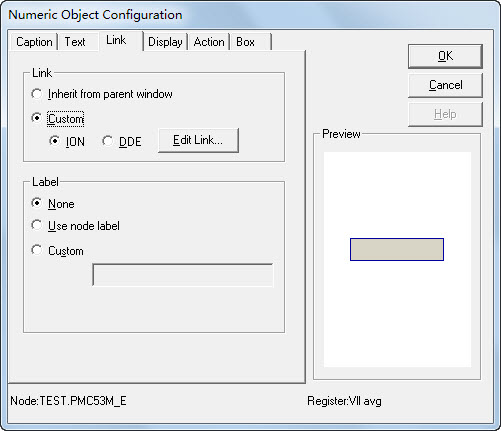 Numeric Object Configuration
Caption Text Link Display Action Box
Link
Inherit from parent window
Custom
ION DDE Edit Link...
Label
None
Use node label
Custom
OK
Cancel
Help
Preview
Node:TEST.PMC53M_E Register:Vll avg